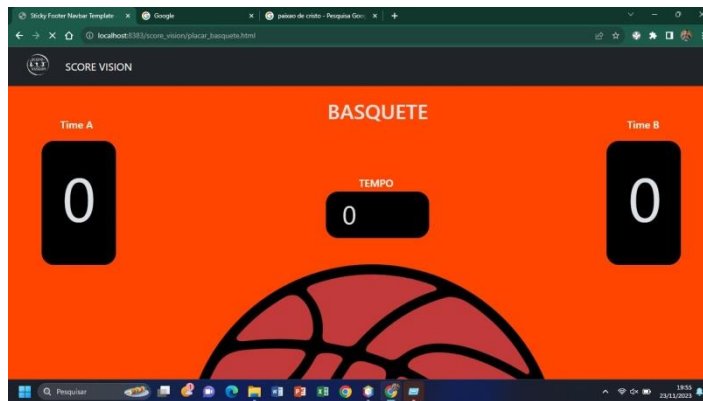 Sticky Footer Navbar Template
Google
paixao de cristo - Pesquisa Goo
localhost:8383/score_vision/placar_basquete.html
SCORE VISION
BASQUETE
Time A
Time B
0
TEMPO
0
0
Pesquisar
19:55
23/11/2023